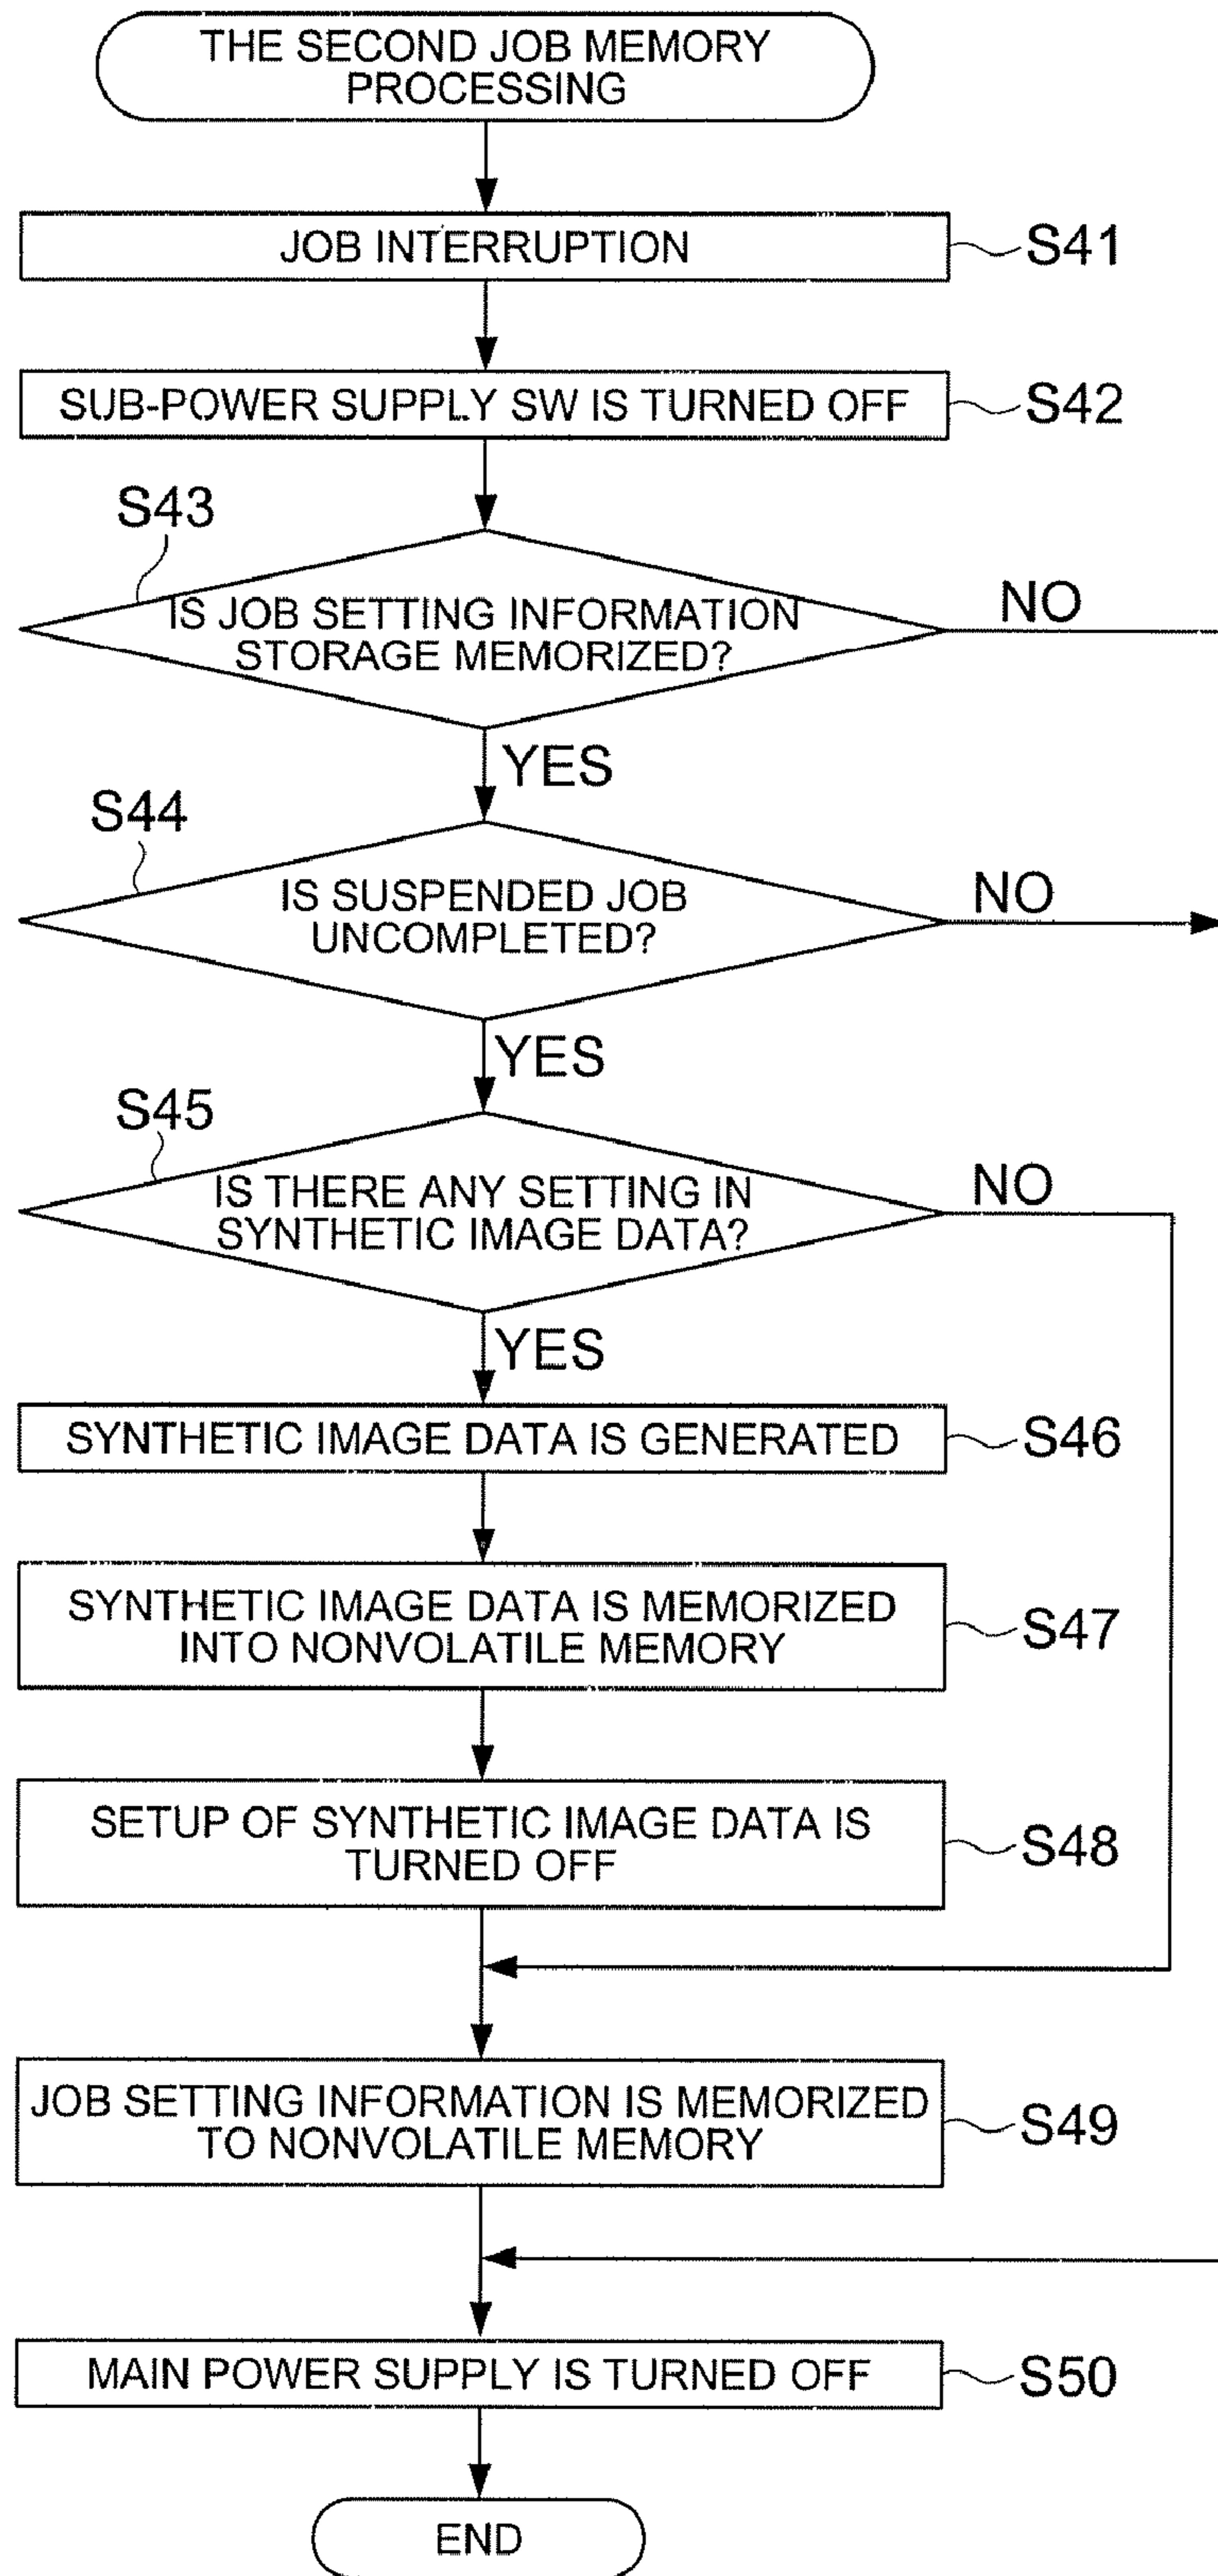 THE SECOND JOB MEMORY
PROCESSING
JOB INTERRUPTION
S41
SUB-POWER SUPPLY SW IS TURNED OFF
S42
S43
IS JOB SETTING INFORMATION
STORAGE MEMORIZED?
NO
YES
S44
IS SUSPENDED JOB
UNCOMPLETED?
NO
YES
S45
IS THERE ANY SETTING IN
SYNTHETIC IMAGE DATA?
NO
YES
SYNTHETIC IMAGE DATA IS GENERATED
S46
SYNTHETIC IMAGE DATA IS MEMORIZED
INTO NONVOLATILE MEMORY
S47
SETUP OF SYNTHETIC IMAGE DATA IS
TURNED OFF
S48
JOB SETTING INFORMATION IS MEMORIZED
TO NONVOLATILE MEMORY
S49
MAIN POWER SUPPLY IS TURNED OFF
S50
END